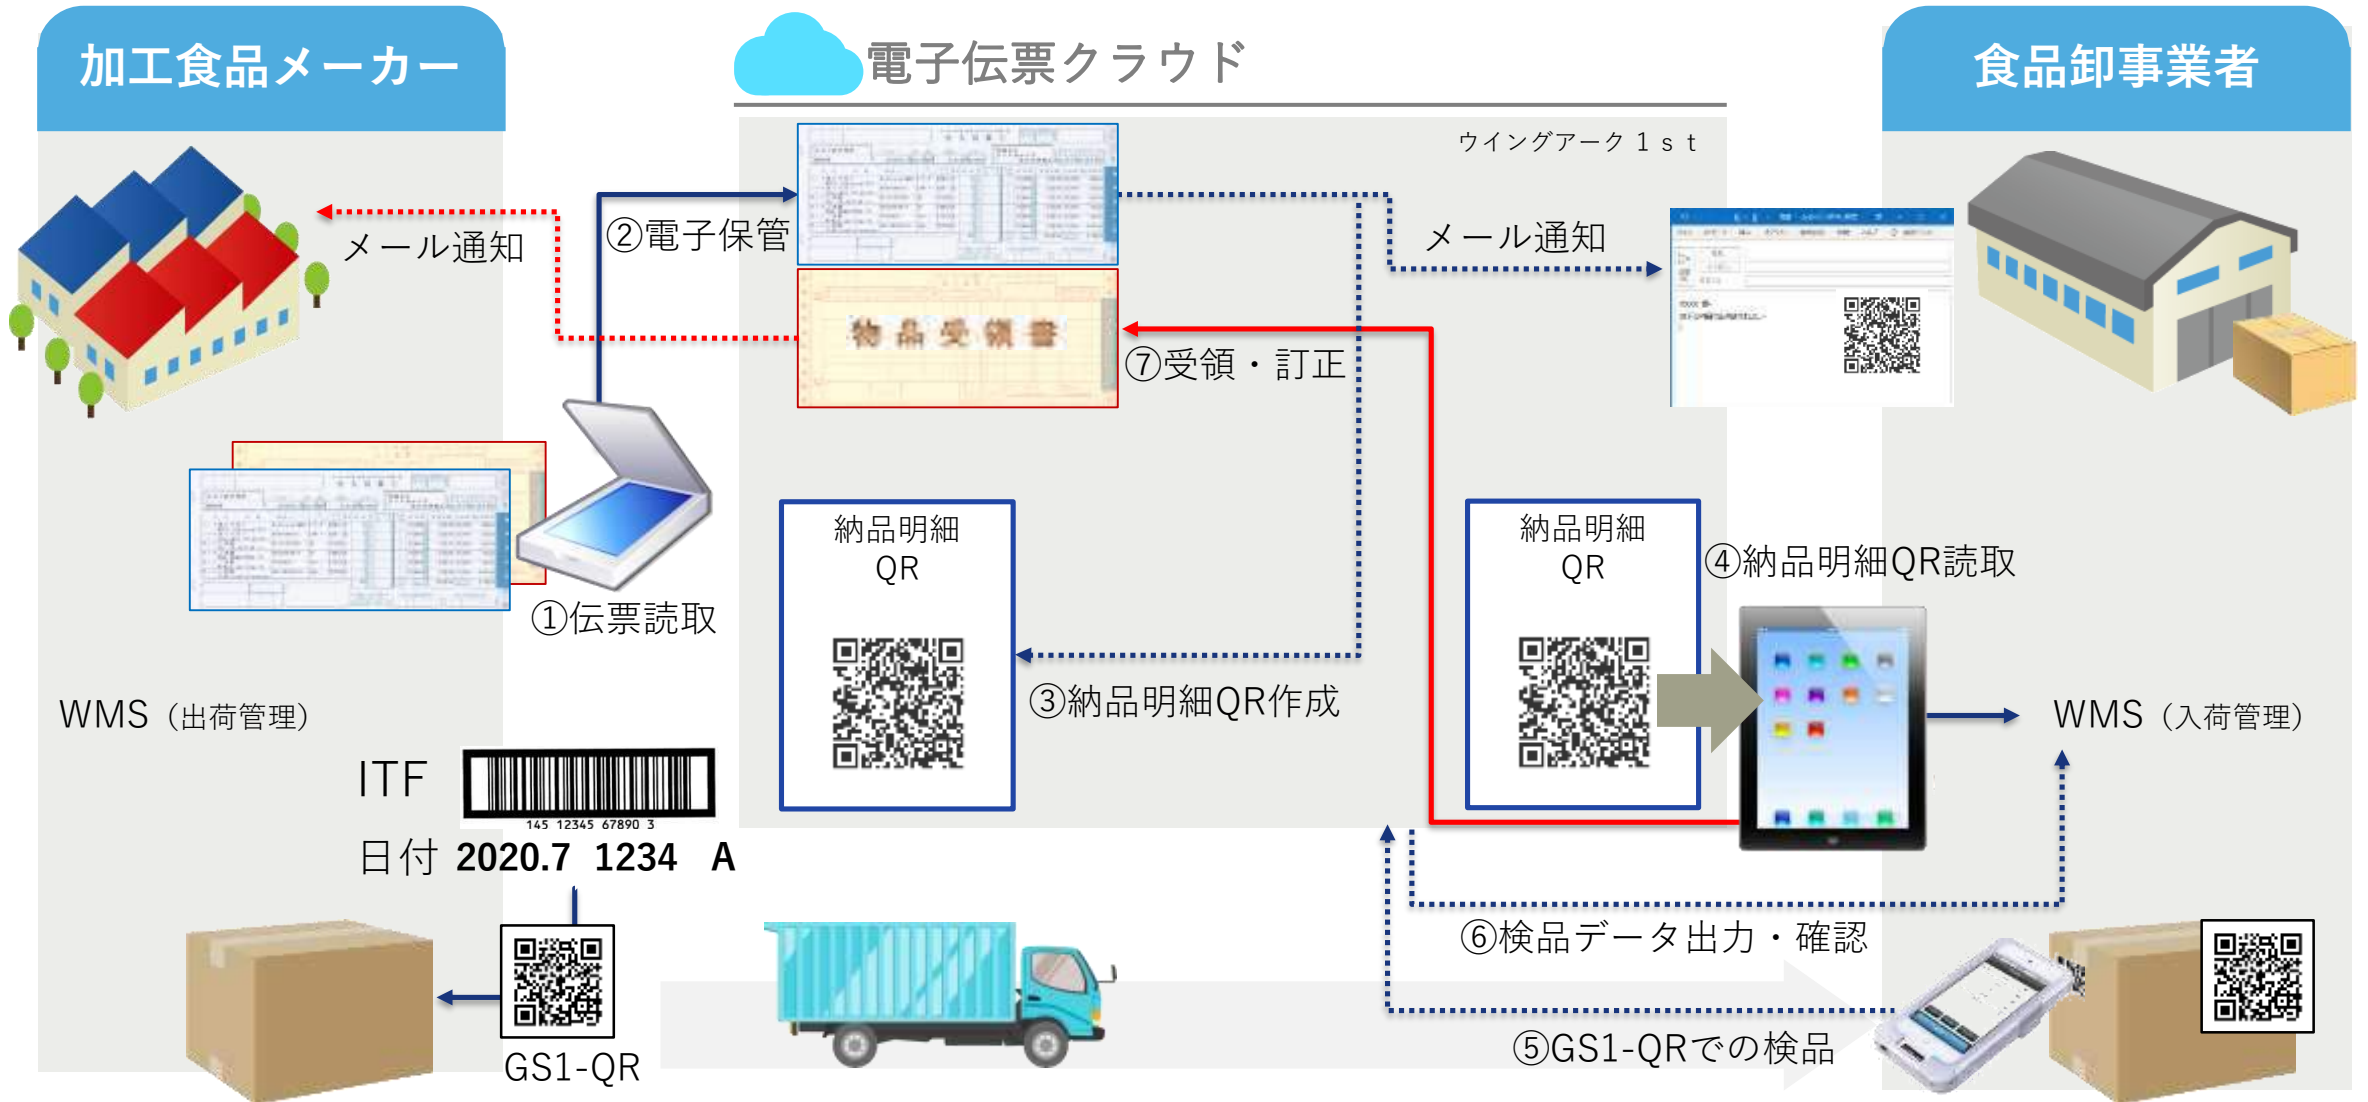 加工食品メーカー
電子伝票クラウド
食品卸事業者
ウイングアーク１ｓｔ
メール通知
②電子保管
メール通知
物品受領書
⑦受領・訂正
①伝票読取
納品明細
QR
③納品明細QR作成
納品明細
QR
④納品明細QR読取
WMS（出荷管理）
WMS（入荷管理）
ITF
145 12345 67890 3
日付 2020.7 1234 A
GS1-QR
⑥検品データ出力・確認
⑤GS1-QRでの検品